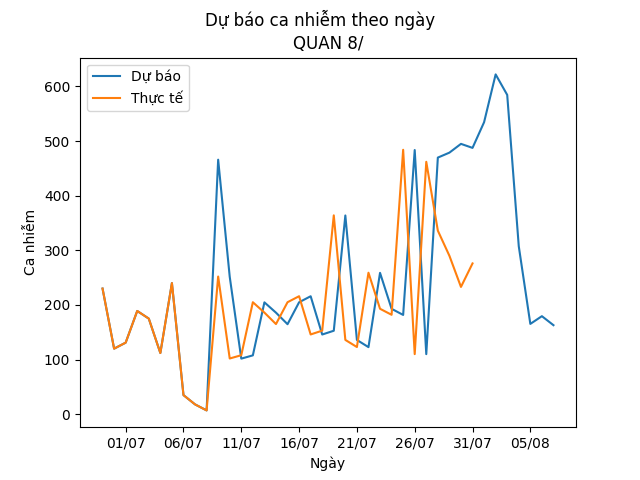 Dự báo ca nhiễm theo ngày
QUAN 8/
Dự báo
Thực tế
600
500
400
300
200
100
0
Ca nhiễm
01/07 06/07 11/07 16/07 21/07 26/07 31/07 05/08
Ngày